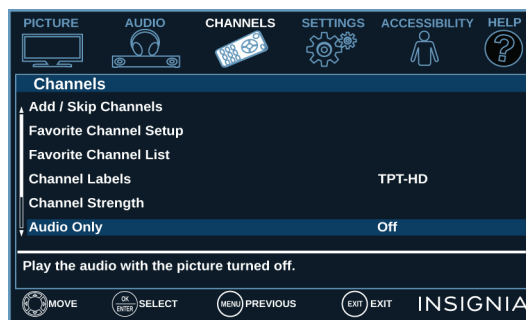 PICTURE AUDIO CHANNELS SETTINGS ACCESSIBILITY HELP
?
Channels
Add / Skip Channels
Favorite Channel Setup
Favorite Channel List
Channel Labels TPT-HD
Channel Strength
Audio Only Off
Play the audio with the picture turned off.
MOVE OK ENTER SELECT MENU PREVIOUS EXIT EXIT INSIGNIA